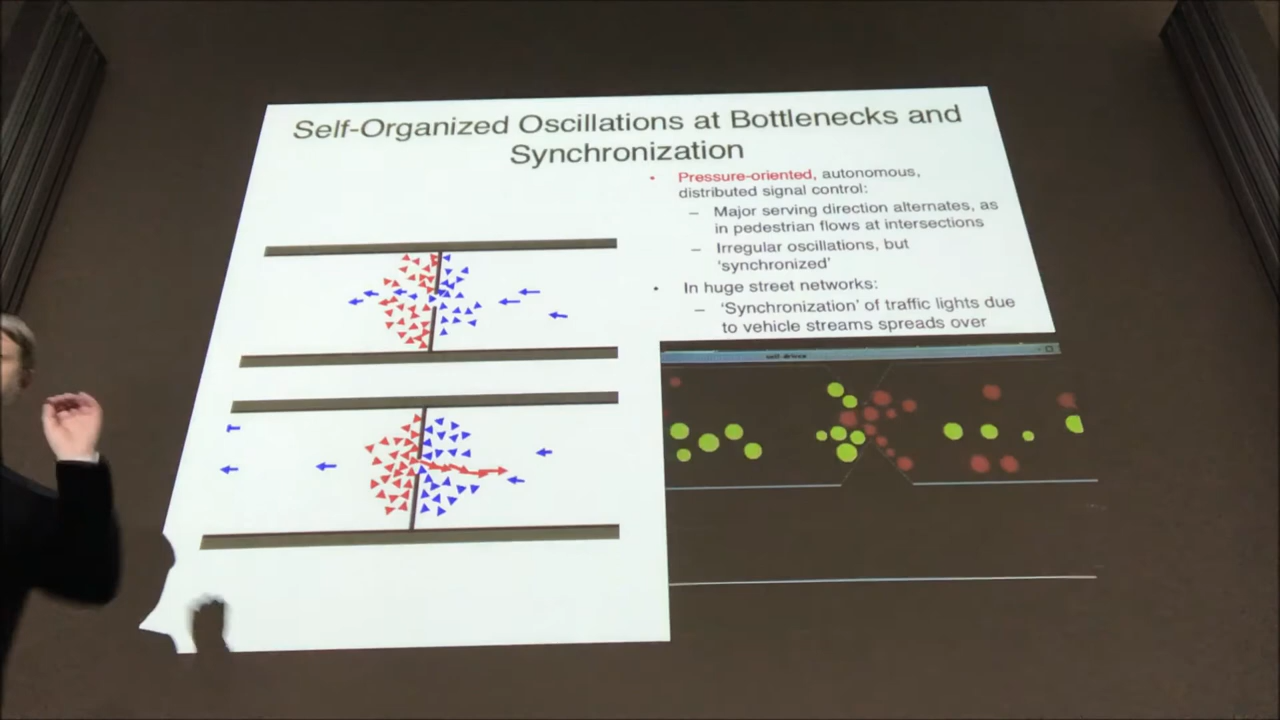 Self-Organized Oscillations at Bottlenecks and
Synchronization
• Pressure-oriented, autonomous,
distributed signal control:
– Major serving direction alternates, as
in pedestrian flows at intersections
– Irregular oscillations, but
'synchronized'
• In huge street networks:
– 'Synchronization' of traffic lights due
to vehicle streams spreads over